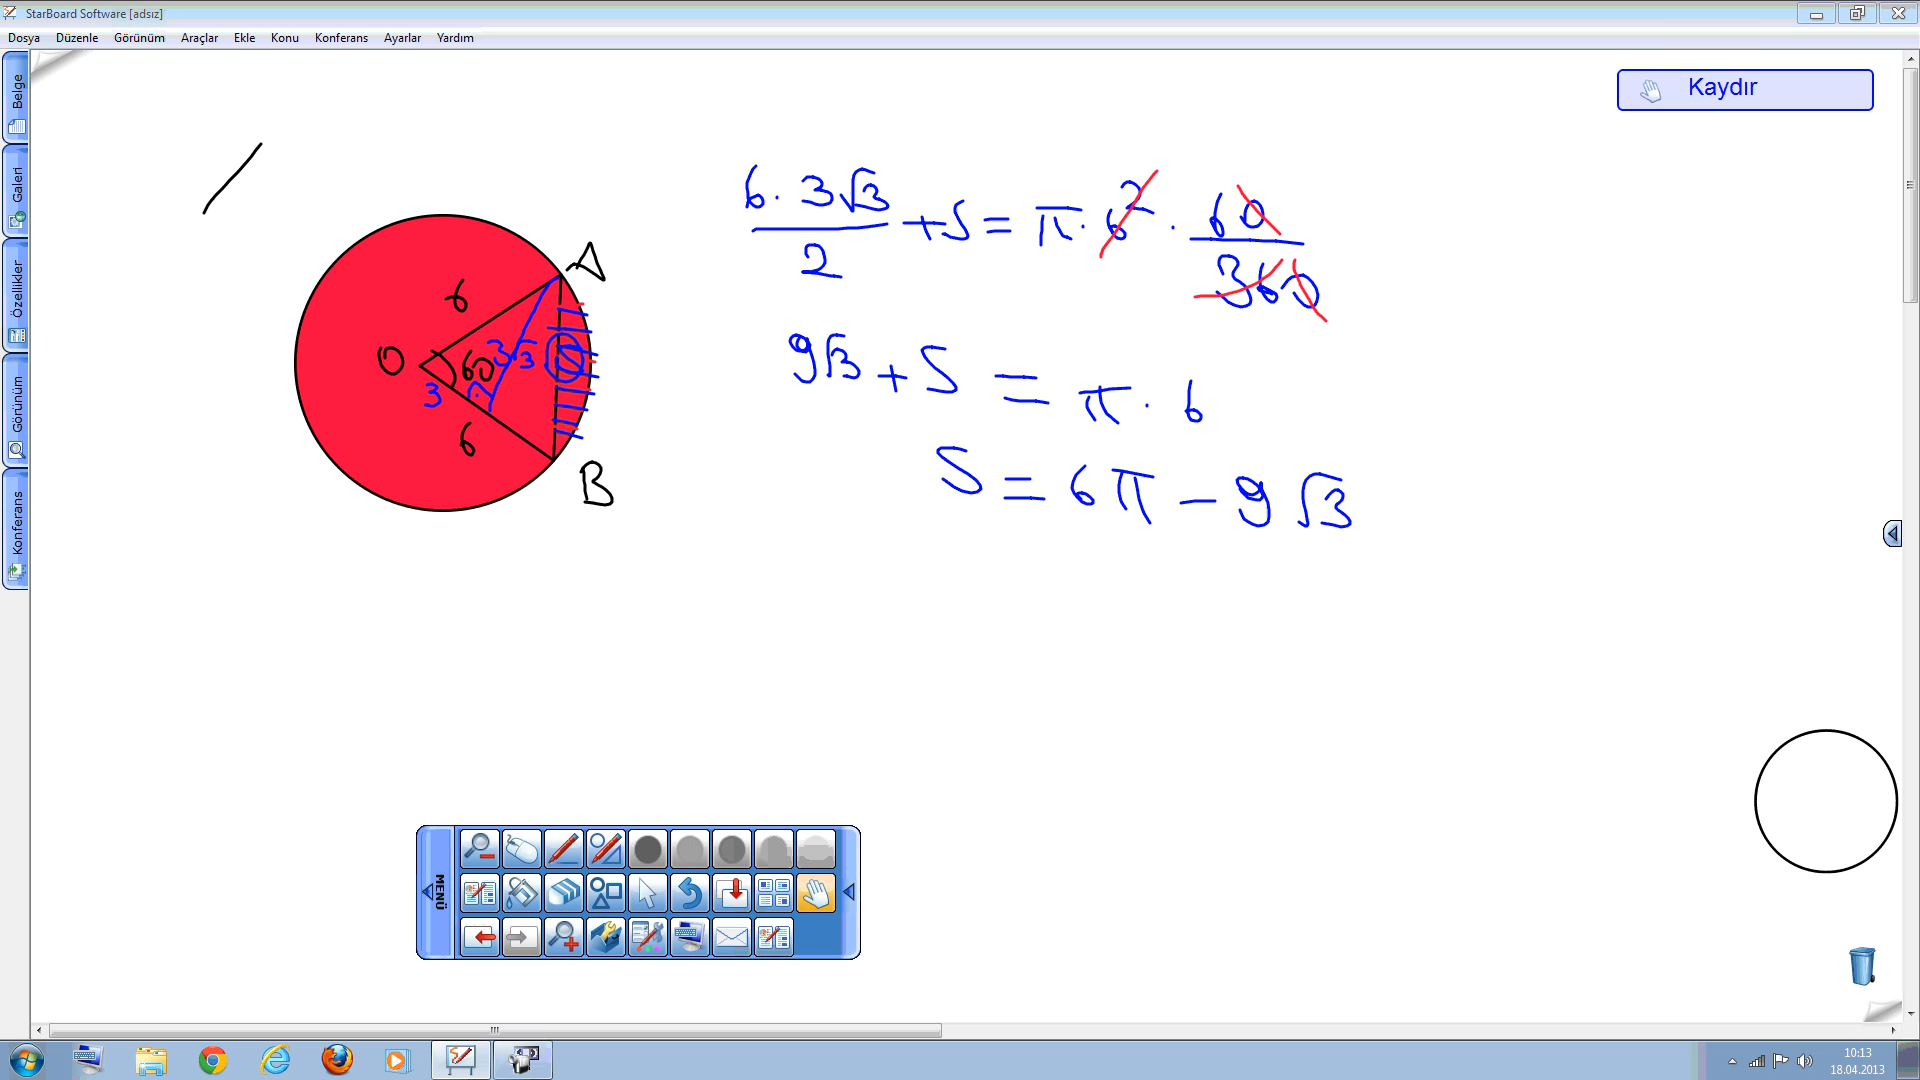 StarBoard Software [adsız]
Dosya Düzenle Görünüm Araçlar Ekle Konu Konferans Ayarlar Yardım
Belge
Galeri
Özellikler
Görünüm
Konferans
Kaydır
6 · 3√3 / 2 + S = π · 6² · 60 / 360
9√3 + S = π · 6
S = 6π − 9√3
A
6
O
60
3√3
3
6
B
MENÜ
10:13
18.04.2013